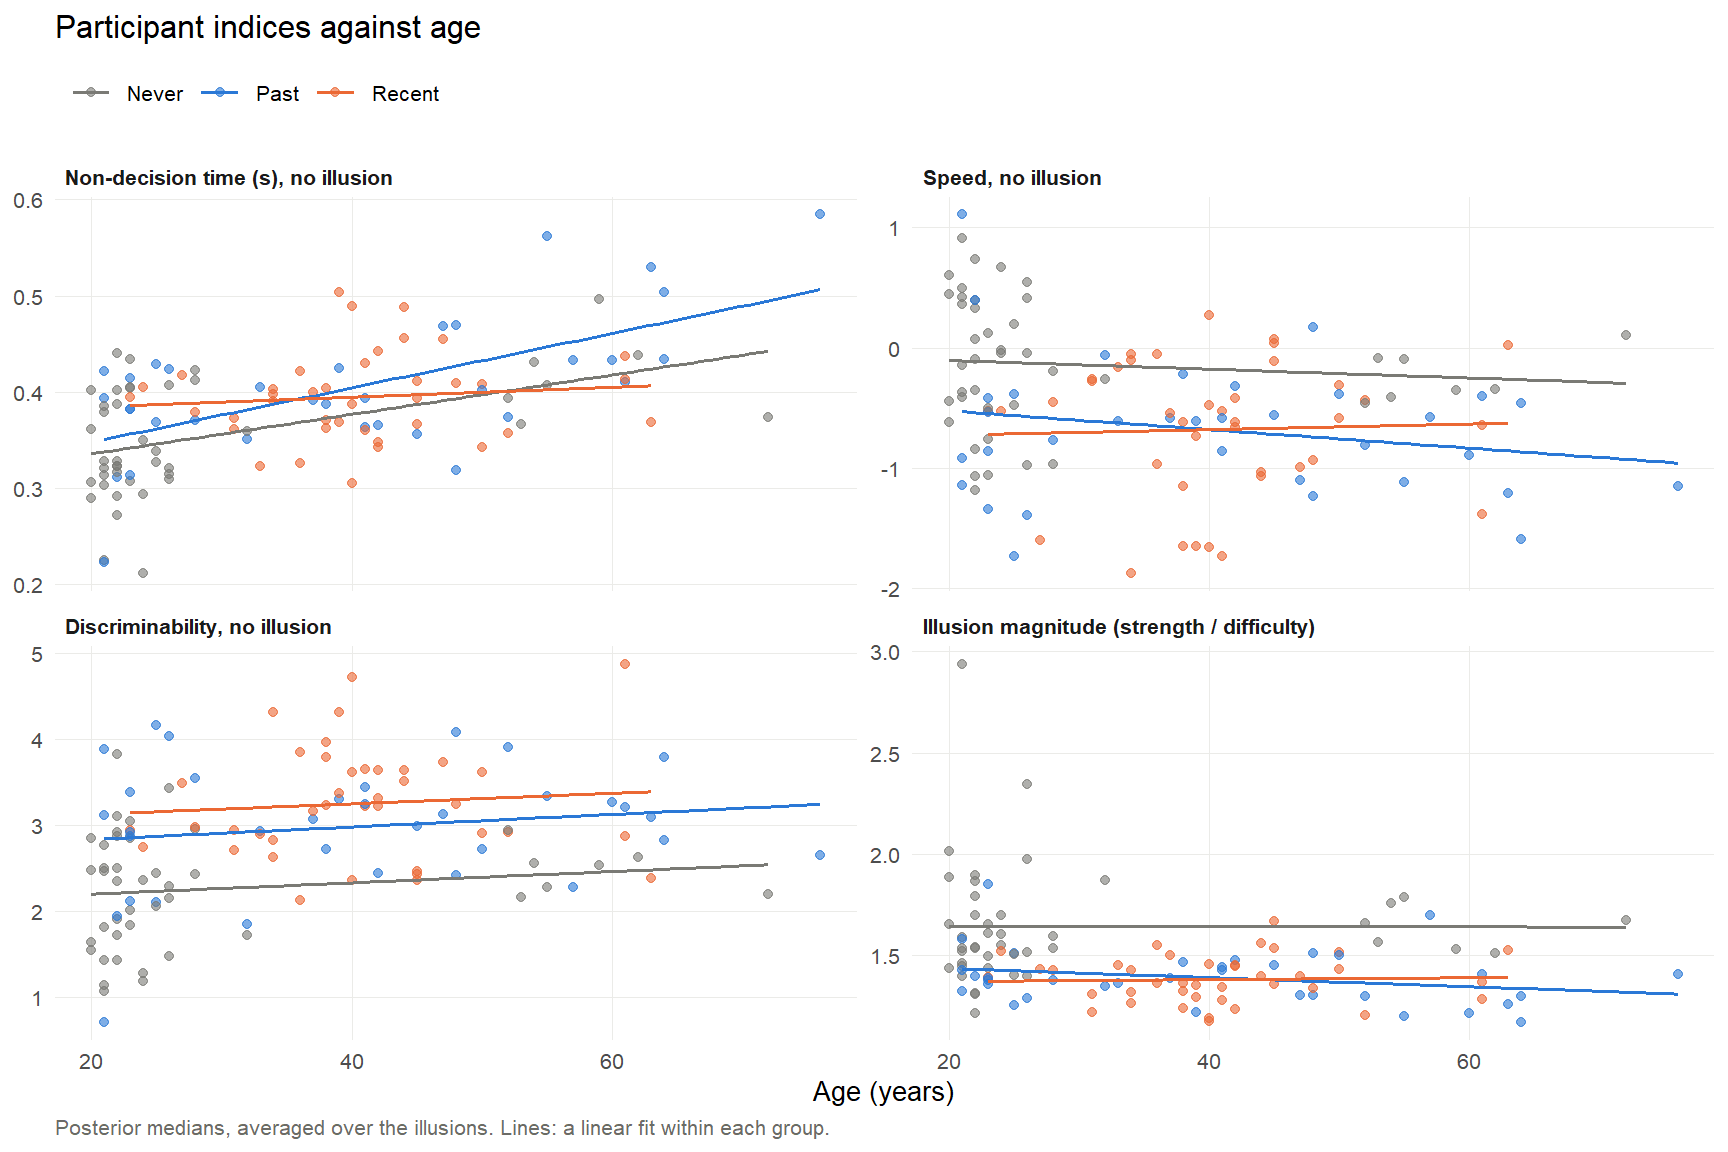 Participant indices against age
Never Past Recent
Non-decision time (s), no illusion
0.6
0.5
0.4
0.3
0.2
Speed, no illusion
1
0
-1
-2
Discriminability, no illusion
5
4
3
2
1
20 40 60
Illusion magnitude (strength / difficulty)
3.0
2.5
2.0
1.5
20 40 60
Age (years)
Posterior medians, averaged over the illusions. Lines: a linear fit within each group.